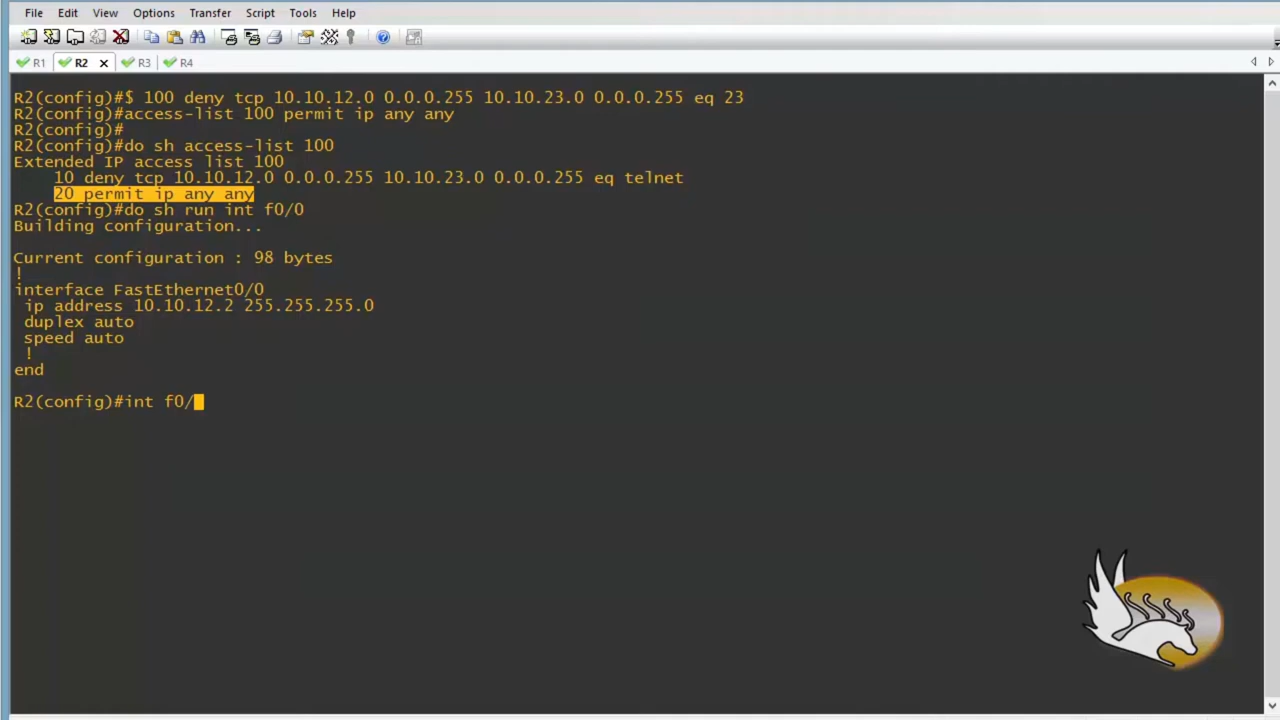 File Edit View Options Transfer Script Tools Help
R1 R2 R3 R4
R2(config)#$ 100 deny tcp 10.10.12.0 0.0.0.255 10.10.23.0 0.0.0.255 eq 23
R2(config)#access-list 100 permit ip any any
R2(config)#
R2(config)#do sh access-list 100
Extended IP access list 100
    10 deny tcp 10.10.12.0 0.0.0.255 10.10.23.0 0.0.0.255 eq telnet
    20 permit ip any any
R2(config)#do sh run int f0/0
Building configuration...
Current configuration : 98 bytes
!
interface FastEthernet0/0
 ip address 10.10.12.2 255.255.255.0
 duplex auto
 speed auto
 !
end
R2(config)#int f0/